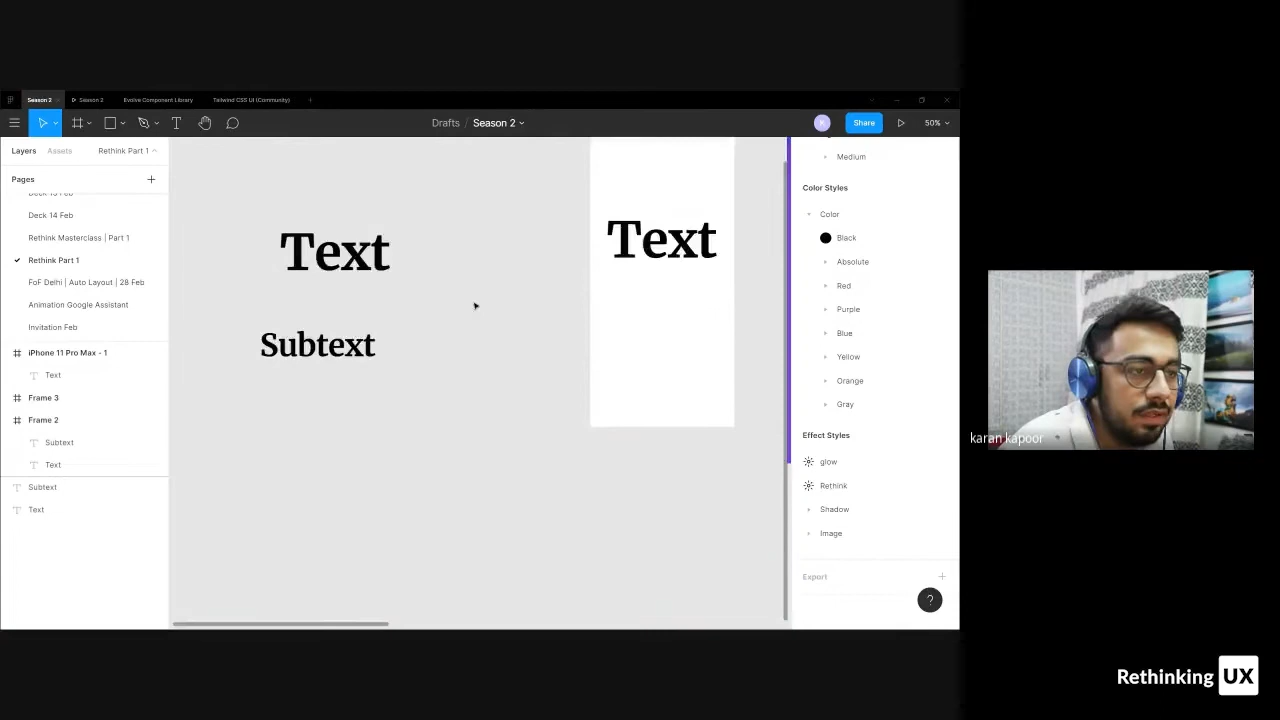 Season 2
Season 2
Evolve Component Library
Tailwind CSS UI (Community)
+
Drafts / Season 2
K
Share
50%
Layers
Assets
Rethink Part 1
Pages
Deck 14 Feb
Rethink Masterclass | Part 1
Rethink Part 1
FoF Delhi | Auto Layout | 28 Feb
Animation Google Assistant
Invitation Feb
iPhone 11 Pro Max - 1
Text
Frame 3
Frame 2
Subtext
Text
Subtext
Text
Text
Subtext
Text
Medium
Color Styles
Color
Black
Absolute
Red
Purple
Blue
Yellow
Orange
Gray
Effect Styles
glow
Rethink
Shadow
Image
Export
?
karan kapoor
Rethinking UX